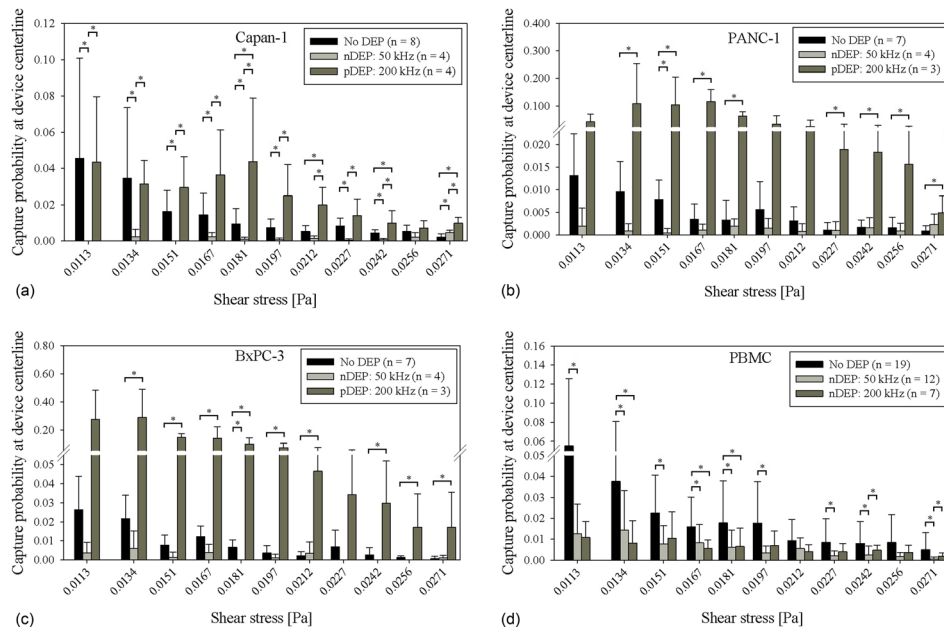 Capan-1
No DEP (n = 8)
nDEP: 50 kHz (n = 4)
pDEP: 200 kHz (n = 4)
Capture probability at device centerline
0.12
0.10
0.08
0.06
0.04
0.02
0.00
* * * * * * * * * * * * * * * * * * * * * * * *
0.0113 0.0134 0.0151 0.0167 0.0181 0.0197 0.0212 0.0227 0.0242 0.0256 0.0271
(a) Shear stress [Pa]
PANC-1
No DEP (n = 7)
nDEP: 50 kHz (n = 4)
pDEP: 200 kHz (n = 3)
Capture probability at device centerline
0.400
0.300
0.200
0.100
0.020
0.015
0.010
0.005
0.000
* * * * * * * * *
0.0113 0.0134 0.0151 0.0167 0.0181 0.0197 0.0212 0.0227 0.0242 0.0256 0.0271
(b) Shear stress [Pa]
BxPC-3
No DEP (n = 7)
nDEP: 50 kHz (n = 4)
pDEP: 200 kHz (n = 3)
Capture probability at device centerline
0.80
0.60
0.40
0.20
0.05
0.04
0.03
0.02
0.01
0.00
* * * * * * * * * *
0.0113 0.0134 0.0151 0.0167 0.0181 0.0197 0.0212 0.0227 0.0242 0.0256 0.0271
(c) Shear stress [Pa]
PBMC
No DEP (n = 19)
nDEP: 50 kHz (n = 12)
nDEP: 200 kHz (n = 7)
Capture probability at device centerline
0.16
0.14
0.12
0.10
0.08
0.06
0.04
0.03
0.02
0.01
0.00
* * * * * * * * * * * * * *
0.0113 0.0134 0.0151 0.0167 0.0181 0.0197 0.0212 0.0227 0.0242 0.0256 0.0271
(d) Shear stress [Pa]